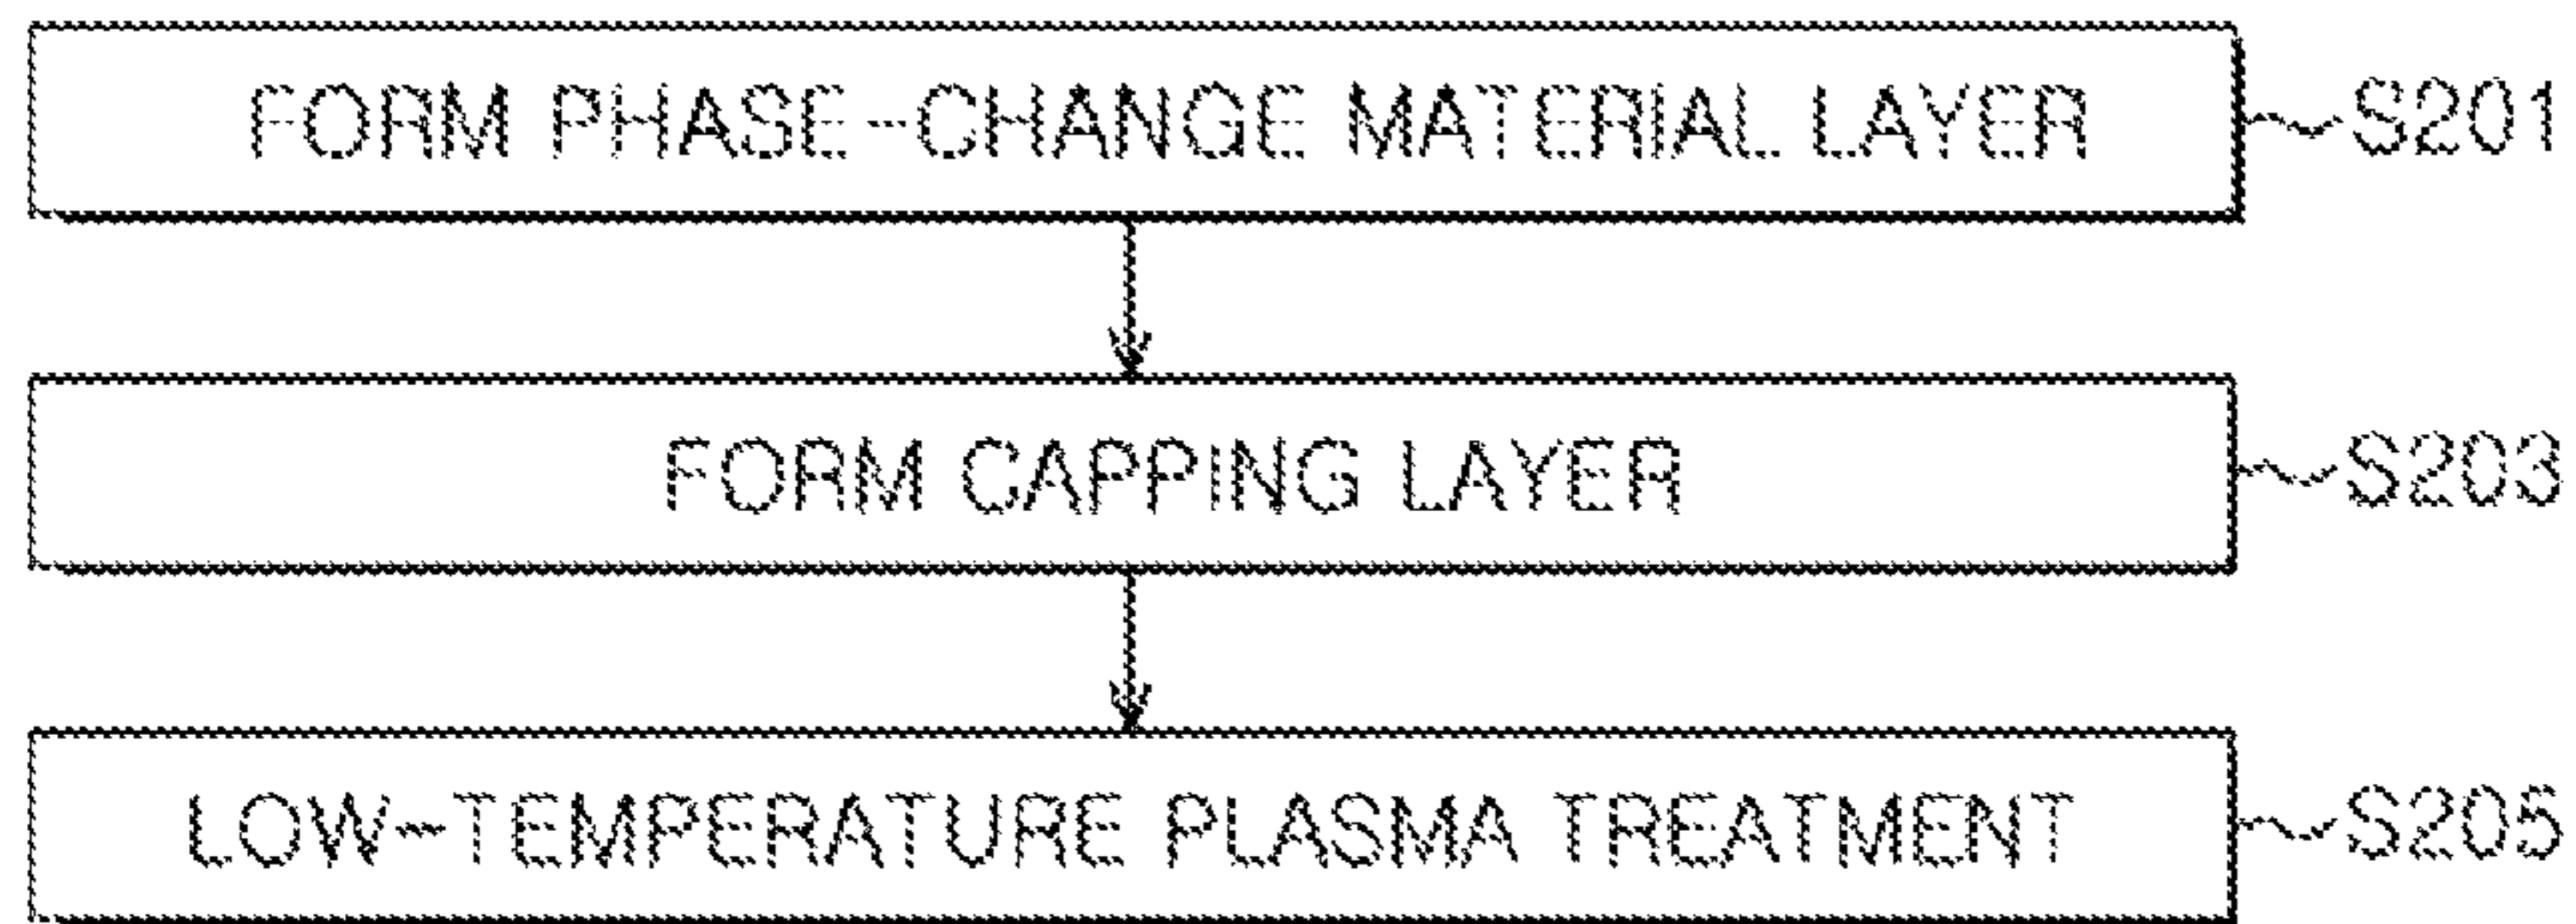 FORM PHASE-CHANGE MATERIAL LAYER S201
FORM CAPPING LAYER S203
LOW-TEMPERATURE PLASMA TREATMENT S205